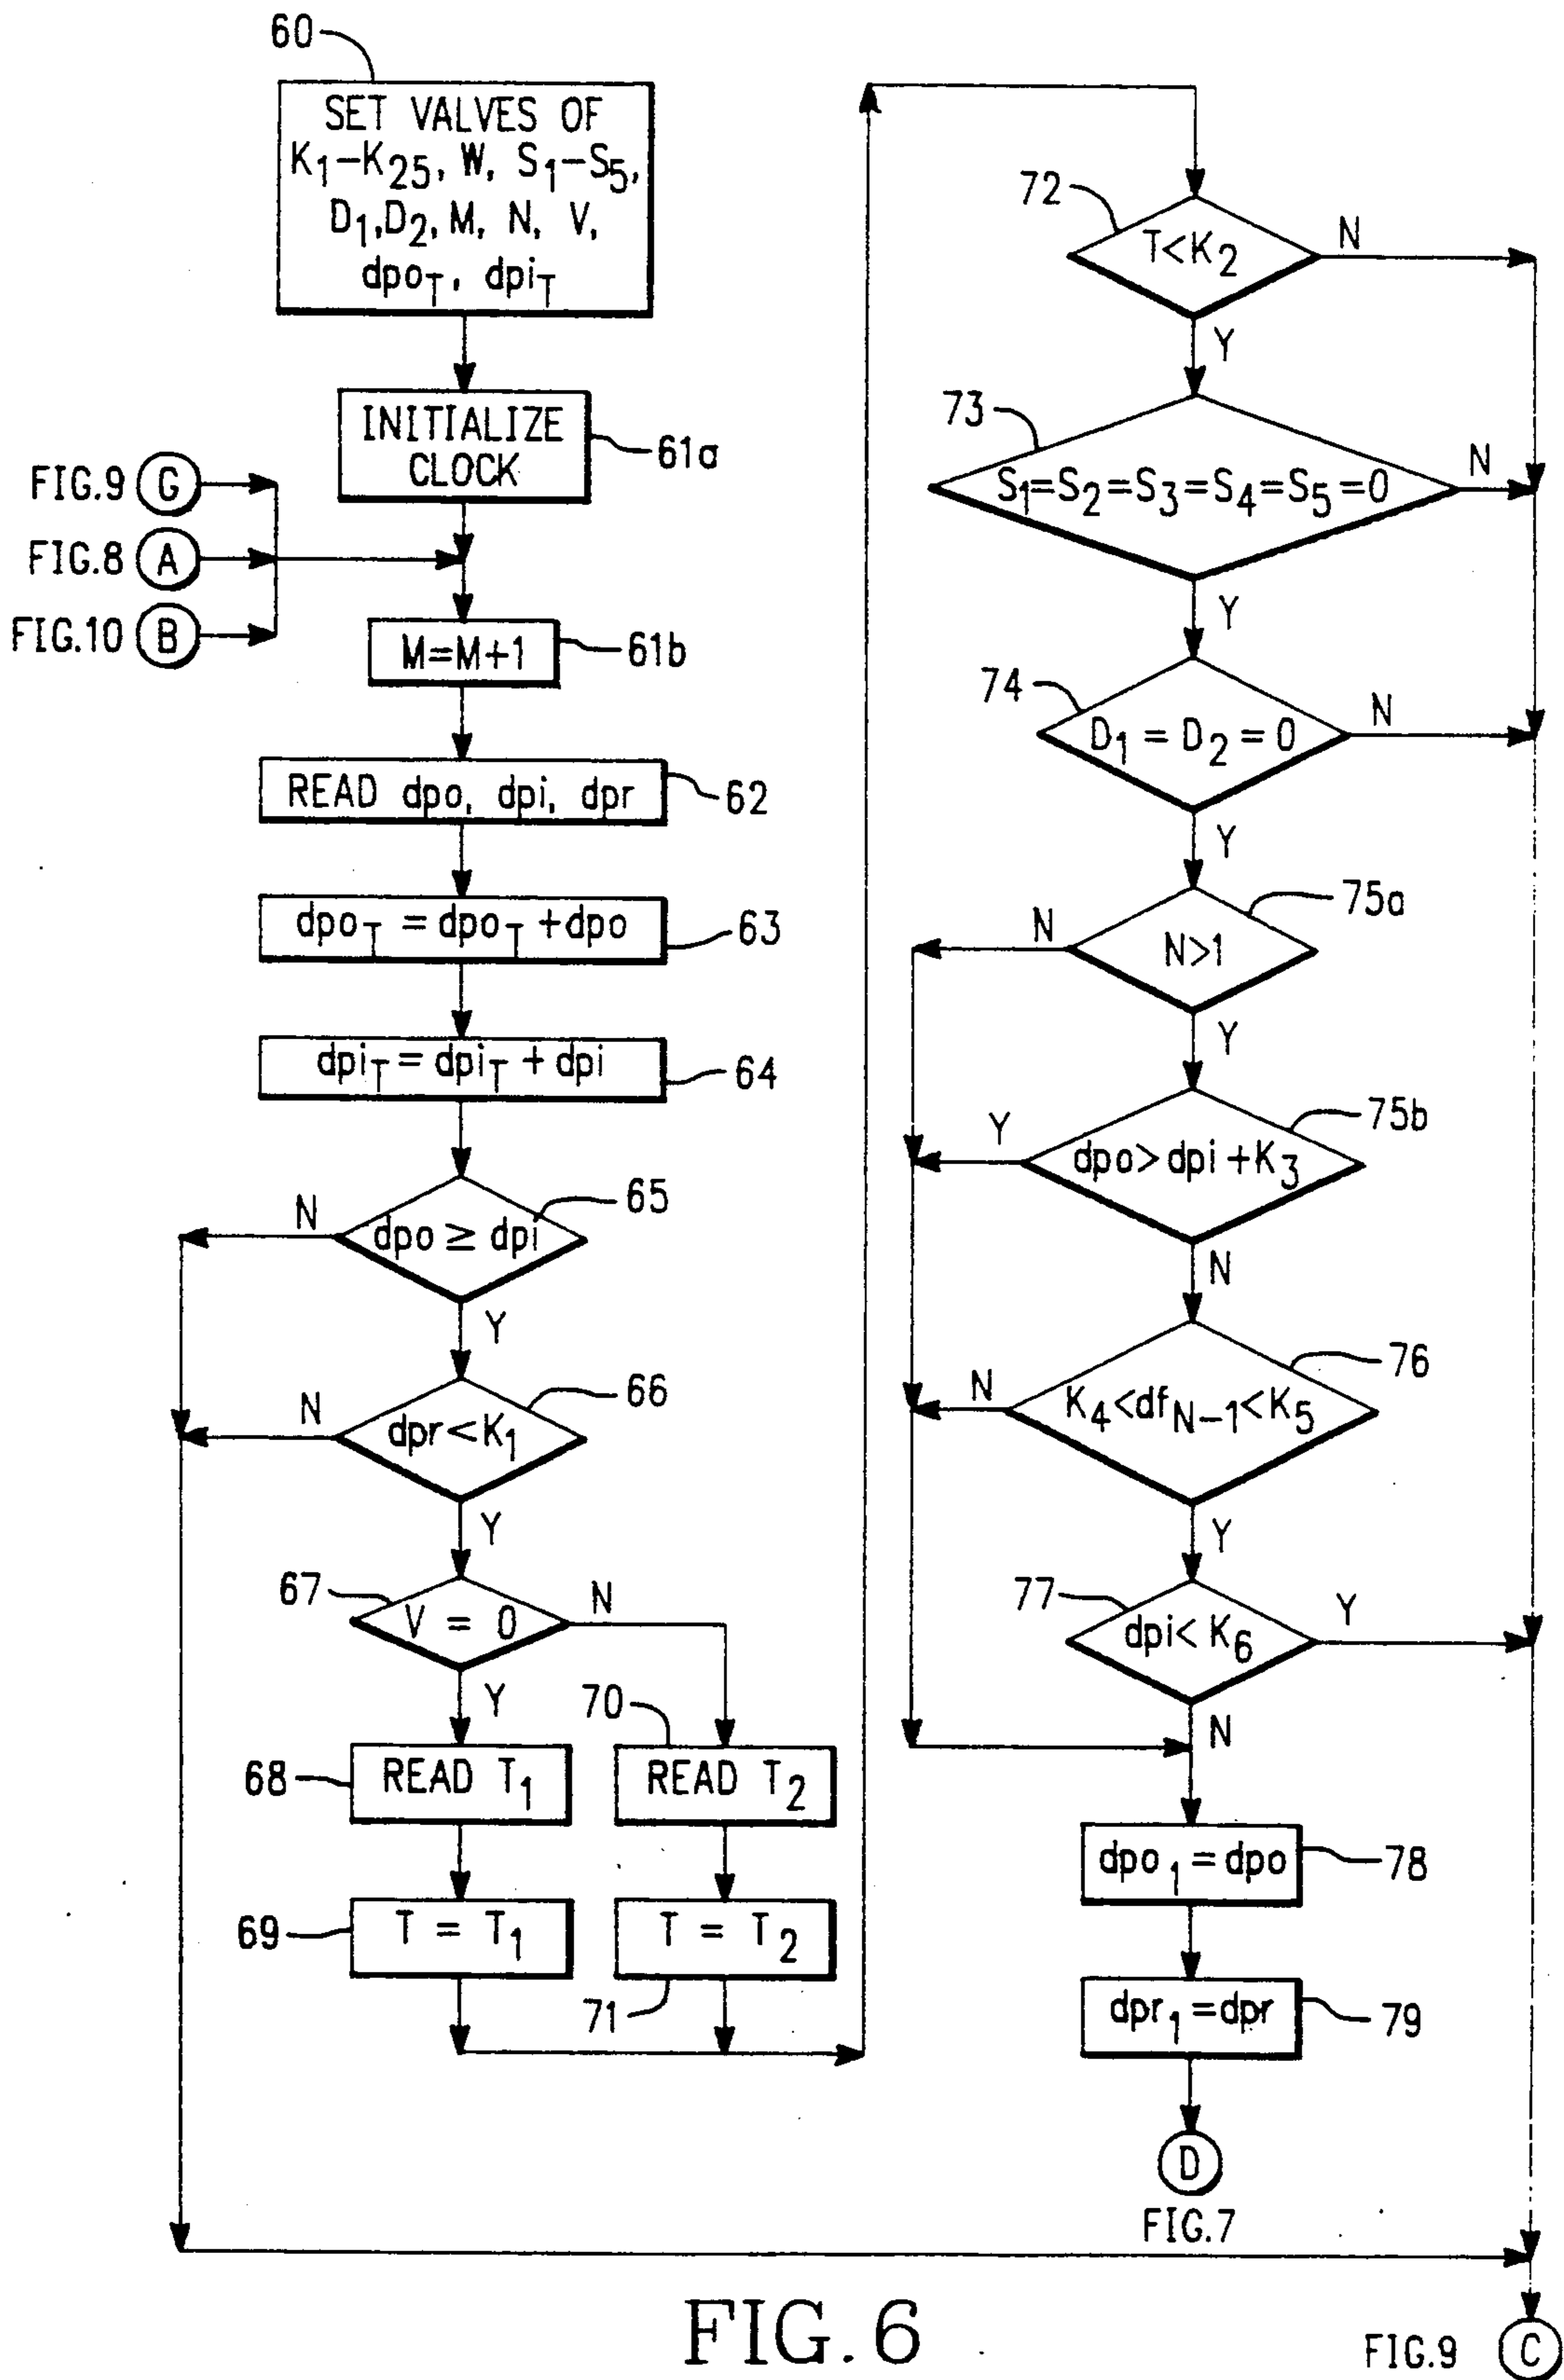 60
SET VALVES OF
K1–K25, W, S1–S5,
D1,D2, M, N, V,
dpoT, dpiT
INITIALIZE
CLOCK
61a
FIG.9 G
FIG.8 A
FIG.10 B
M=M+1
61b
READ dpo, dpi, dpr
62
dpoT = dpoT +dpo
63
dpiT = dpiT + dpi
64
65
N
dpo ≥ dpi
Y
66
N
dpr<K1
Y
67
V = 0
N
Y
70
68
READ T1
READ T2
69
T = T1
T = T2
71
72
T<K2
N
Y
73
S1=S2=S3=S4=S5=0
N
Y
74
D1 = D2 = 0
N
Y
75a
N
N>1
Y
75b
Y
dpo> dpi +K3
N
76
N
K4<dfN–1<K5
Y
77
dpi< K6
Y
N
dpo1 = dpo
78
dpr1 =dpr
79
D
FIG.7
FIG. 6
FIG.9 C